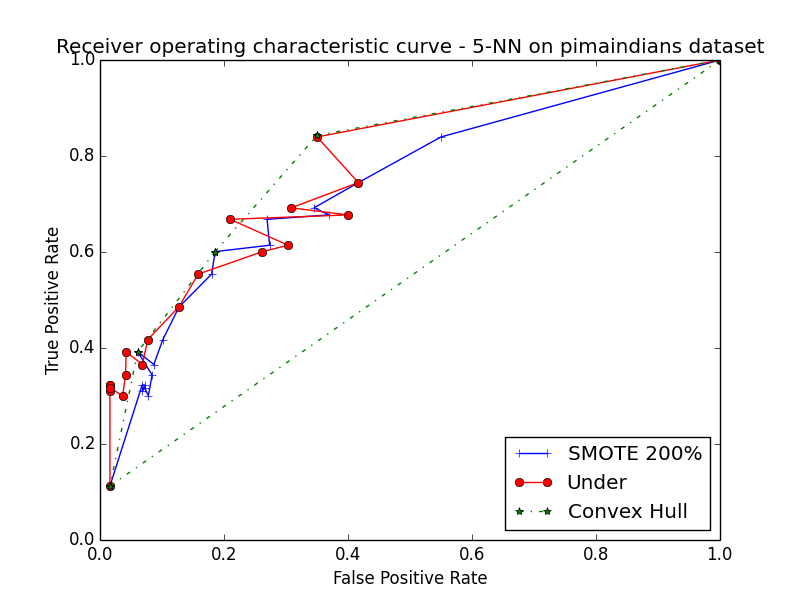 Receiver operating characteristic curve - 5-NN on pimaindians dataset
1.0
0.8
0.6
0.4
0.2
0.0
True Positive Rate
SMOTE 200%
Under
Convex Hull
0.0 0.2 0.4 0.6 0.8 1.0
False Positive Rate